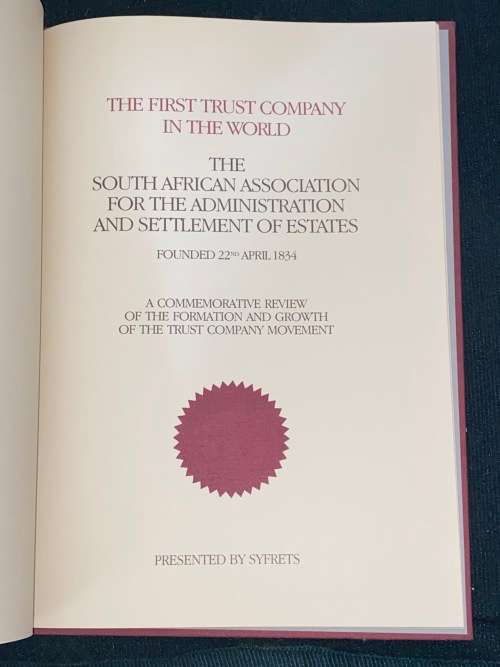 THE FIRST TRUST COMPANY
IN THE WORLD
THE
SOUTH AFRICAN ASSOCIATION
FOR THE ADMINISTRATION
AND SETTLEMENT OF ESTATES
FOUNDED 22ND APRIL 1834
A COMMEMORATIVE REVIEW
OF THE FORMATION AND GROWTH
OF THE TRUST COMPANY MOVEMENT
PRESENTED BY SYFRETS